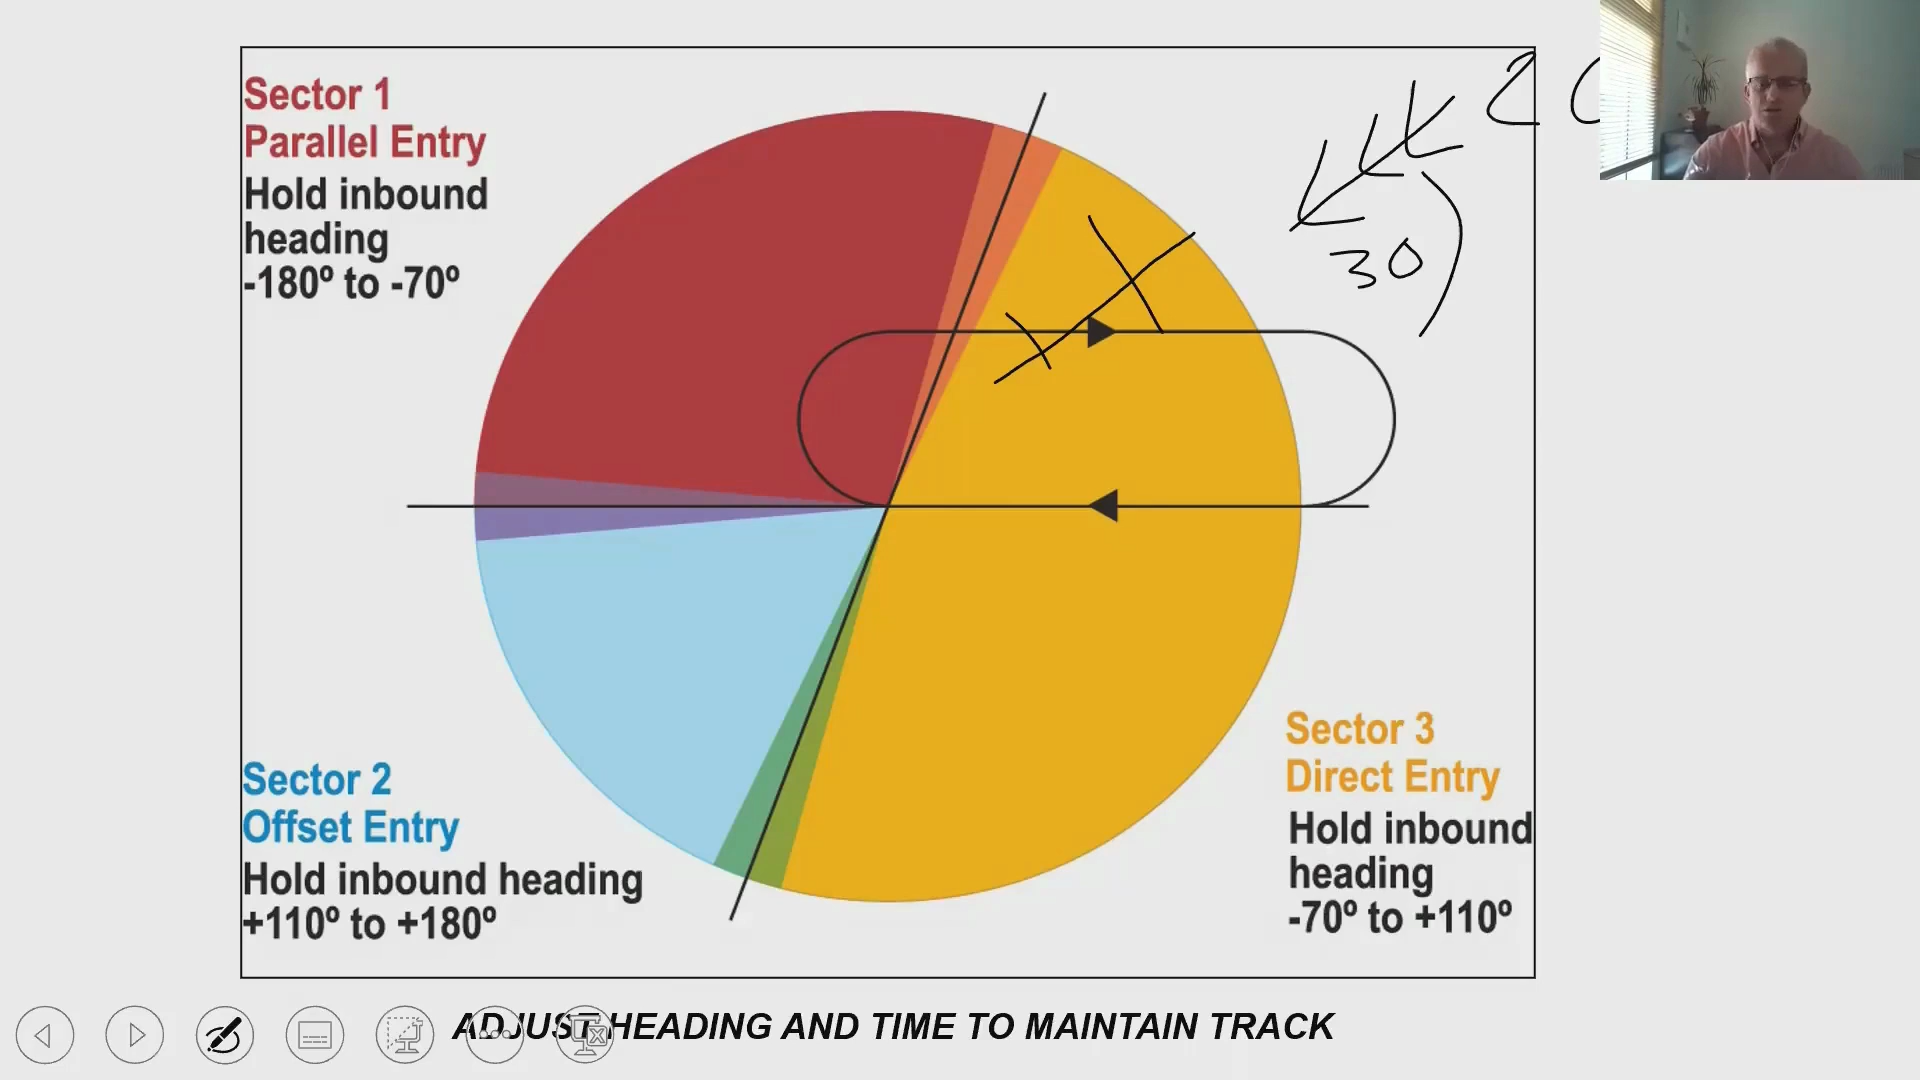 Sector 1
Parallel Entry
Hold inbound
heading
-180º to -70º
30
Sector 2
Offset Entry
Hold inbound heading
+110º to +180º
Sector 3
Direct Entry
Hold inbound
heading
-70º to +110º
ADJUST HEADING AND TIME TO MAINTAIN TRACK